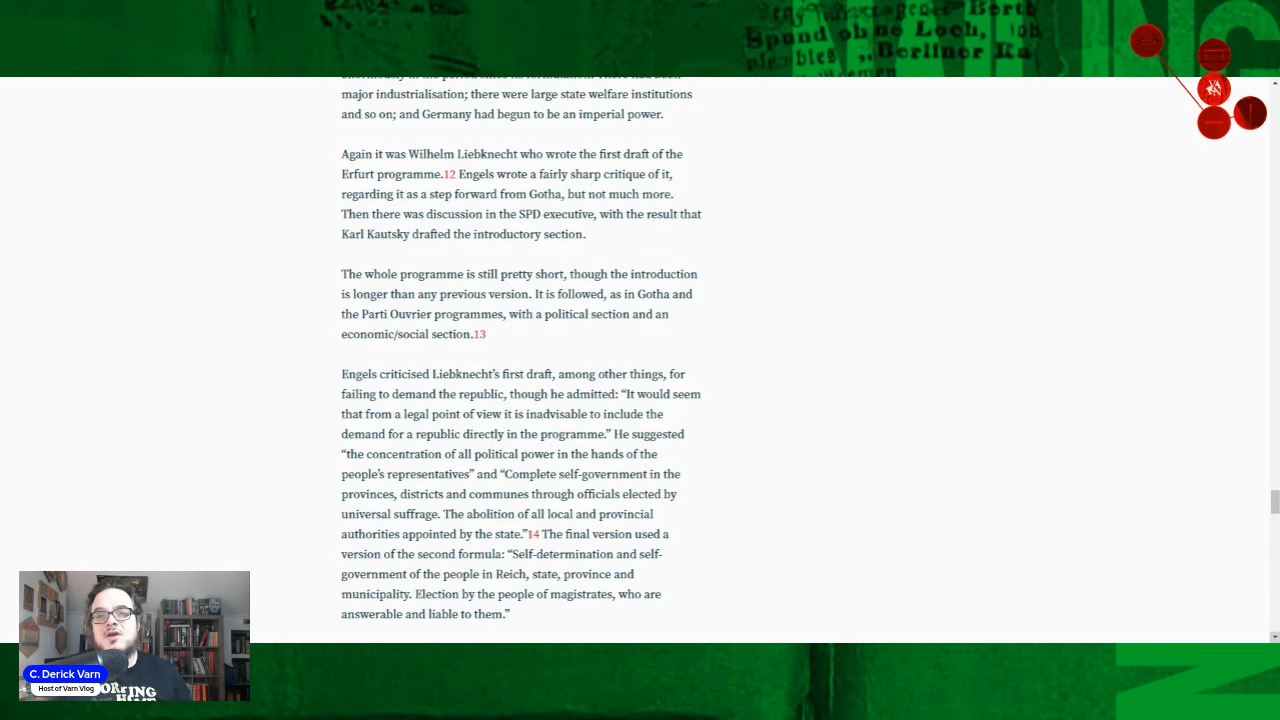 Spund ohne Loch,
„Berliner
major industrialisation; there were large state welfare institutions
and so on; and Germany had begun to be an imperial power.
Again it was Wilhelm Liebknecht who wrote the first draft of the
Erfurt programme.12 Engels wrote a fairly sharp critique of it,
regarding it as a step forward from Gotha, but not much more.
Then there was discussion in the SPD executive, with the result that
Karl Kautsky drafted the introductory section.
The whole programme is still pretty short, though the introduction
is longer than any previous version. It is followed, as in Gotha and
the Parti Ouvrier programmes, with a political section and an
economic/social section.13
Engels criticised Liebknecht’s first draft, among other things, for
failing to demand the republic, though he admitted: “It would seem
that from a legal point of view it is inadvisable to include the
demand for a republic directly in the programme.” He suggested
“the concentration of all political power in the hands of the
people’s representatives” and “Complete self-government in the
provinces, districts and communes through officials elected by
universal suffrage. The abolition of all local and provincial
authorities appointed by the state.”14 The final version used a
version of the second formula: “Self-determination and self-
government of the people in Reich, state, province and
municipality. Election by the people of magistrates, who are
answerable and liable to them.”
C. Derick Varn
Host of Varn Vlog